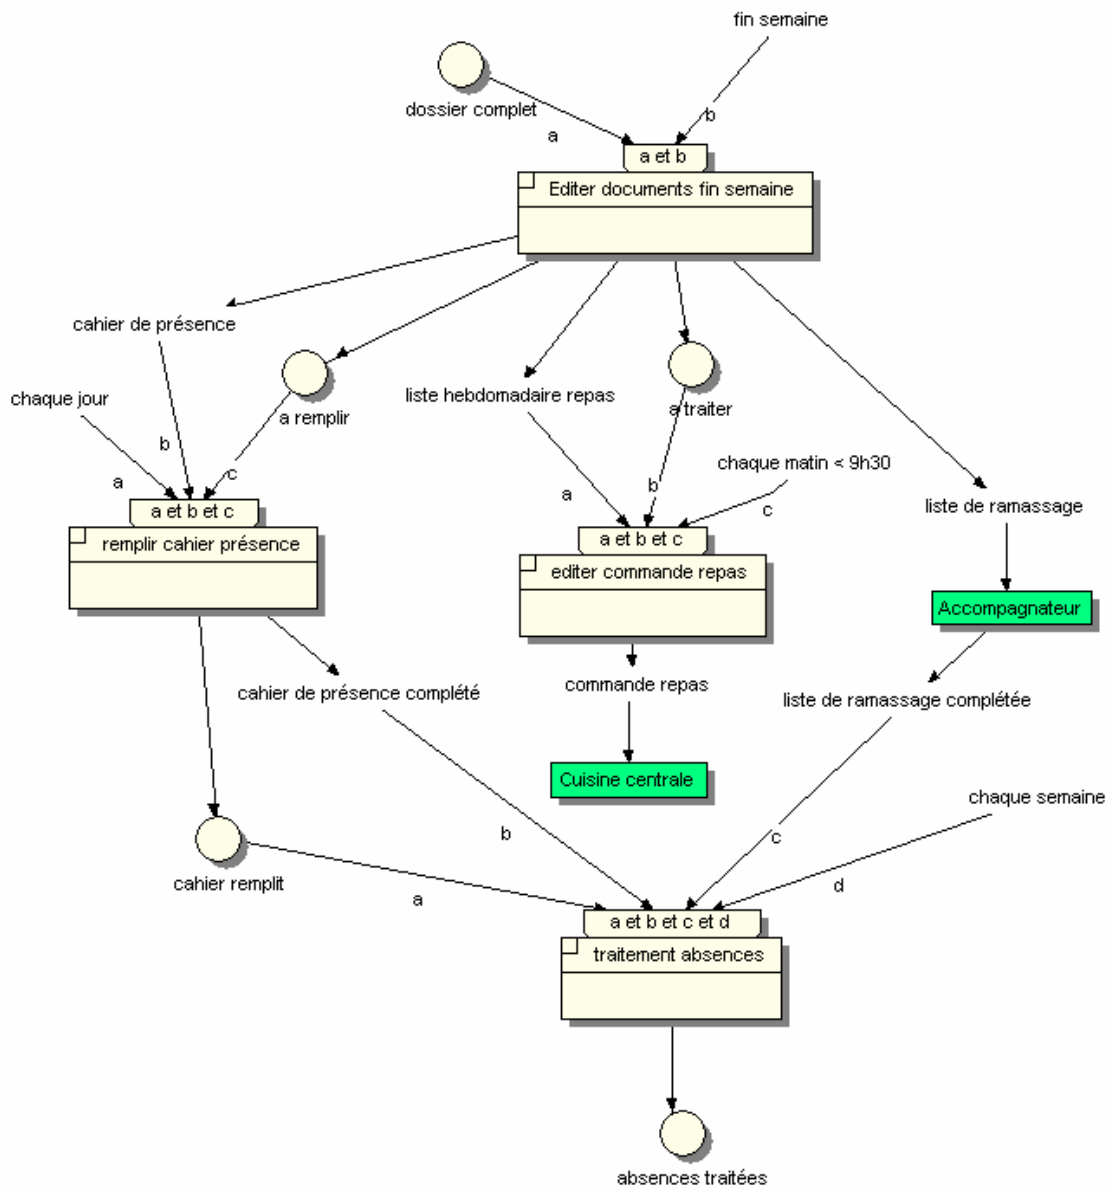 fin semaine
dossier complet
a
b
a et b
Editer documents fin semaine
cahier de présence
chaque jour
a remplir
liste hebdomadaire repas
a traiter
b
c
a
chaque matin < 9h30
b
a
c
liste de ramassage
a et b et c
remplir cahier présence
a et b et c
editer commande repas
Accompagnateur
cahier de présence complété
commande repas
liste de ramassage complétée
Cuisine centrale
chaque semaine
b
c
cahier remplit
a
d
a et b et c et d
traitement absences
absences traitées